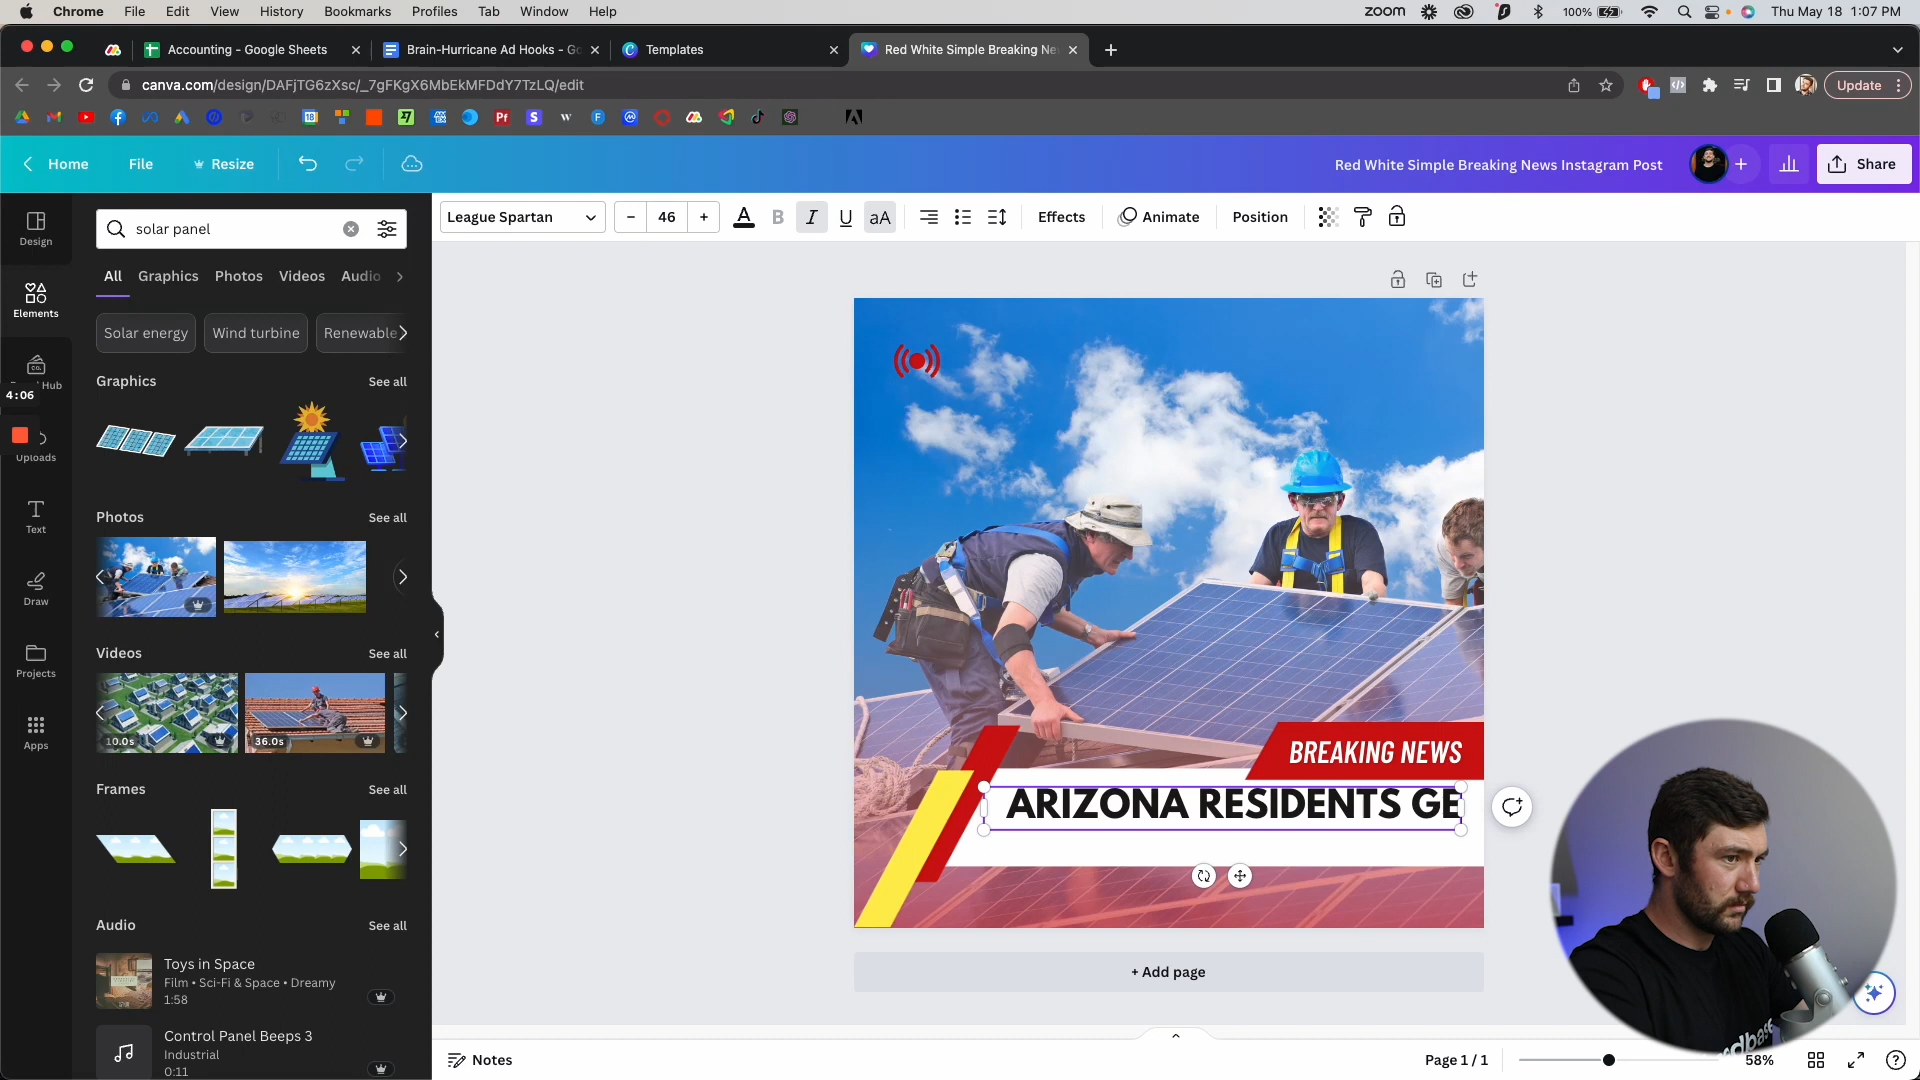 Chrome File Edit View History Bookmarks Profiles Tab Window Help
zoom 100% Thu May 18 1:07 PM
Accounting - Google Sheets
Brain-Hurricane Ad Hooks - Go
Templates
Red White Simple Breaking Ne
canva.com/design/DAFjTG6zXsc/_7gFKgX6MbEkMFDdY7TzLQ/edit
Update
Home File Resize
Red White Simple Breaking News Instagram Post
Share
Design
Elements
Hub
4:06
Uploads
Text
Draw
Projects
Apps
solar panel
All Graphics Photos Videos Audio
Solar energy Wind turbine Renewable
Graphics See all
Photos See all
Videos See all
10.0s 36.0s
Frames See all
Audio See all
Toys in Space
Film • Sci-Fi & Space • Dreamy
1:58
Control Panel Beeps 3
Industrial
0:11
League Spartan – 46 + A B I U aA Effects Animate Position
BREAKING NEWS
ARIZONA RESIDENTS GE
+ Add page
Notes
Page 1 / 1 58%